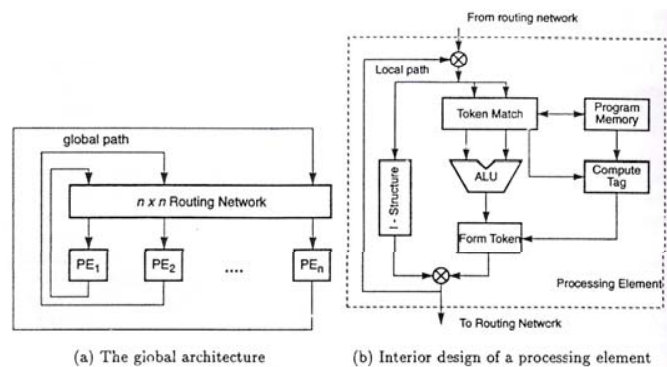 global path
n x n Routing Network
PE1
PE2
....
PEn
(a) The global architecture
From routing network
Local path
Token Match
Program
Memory
I - Structure
ALU
Compute
Tag
Form Token
Processing Element
To Routing Network
(b) Interior design of a processing element